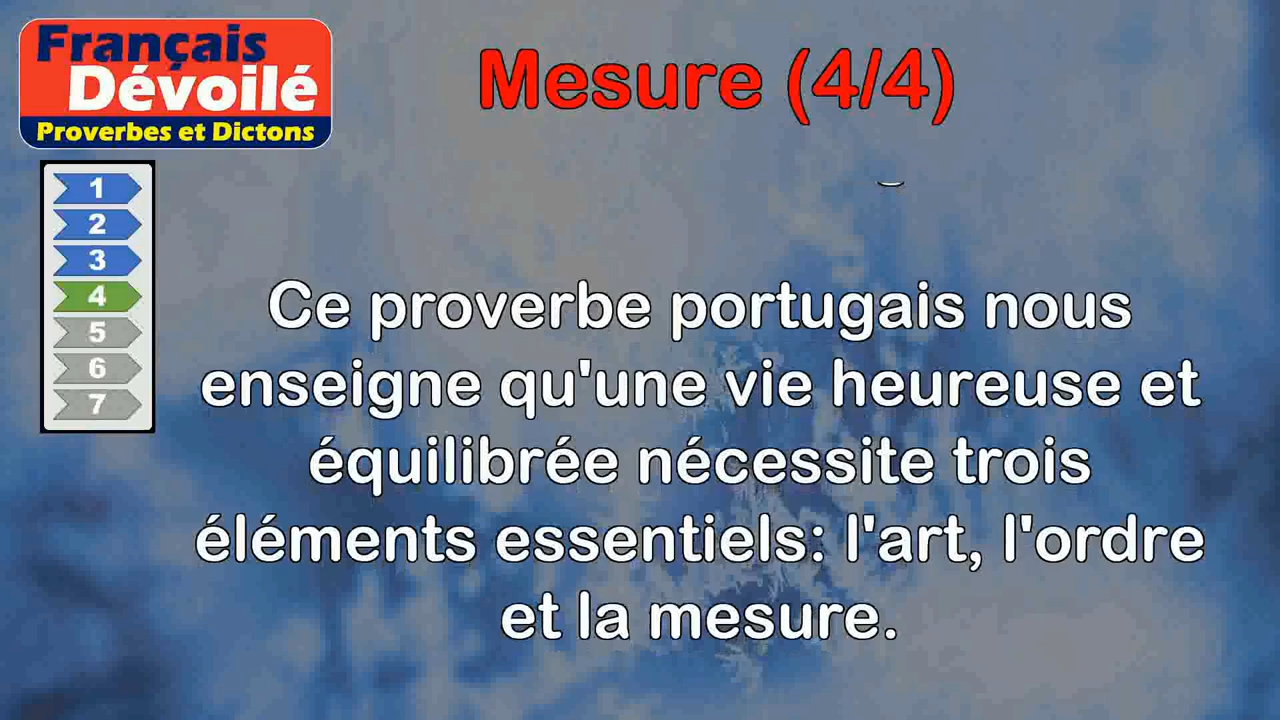 Français
Dévoilé
Proverbes et Dictons
Mesure (4/4)
1
2
3
4
5
6
7
Ce proverbe portugais nous
enseigne qu'une vie heureuse et
équilibrée nécessite trois
éléments essentiels: l'art, l'ordre
et la mesure.